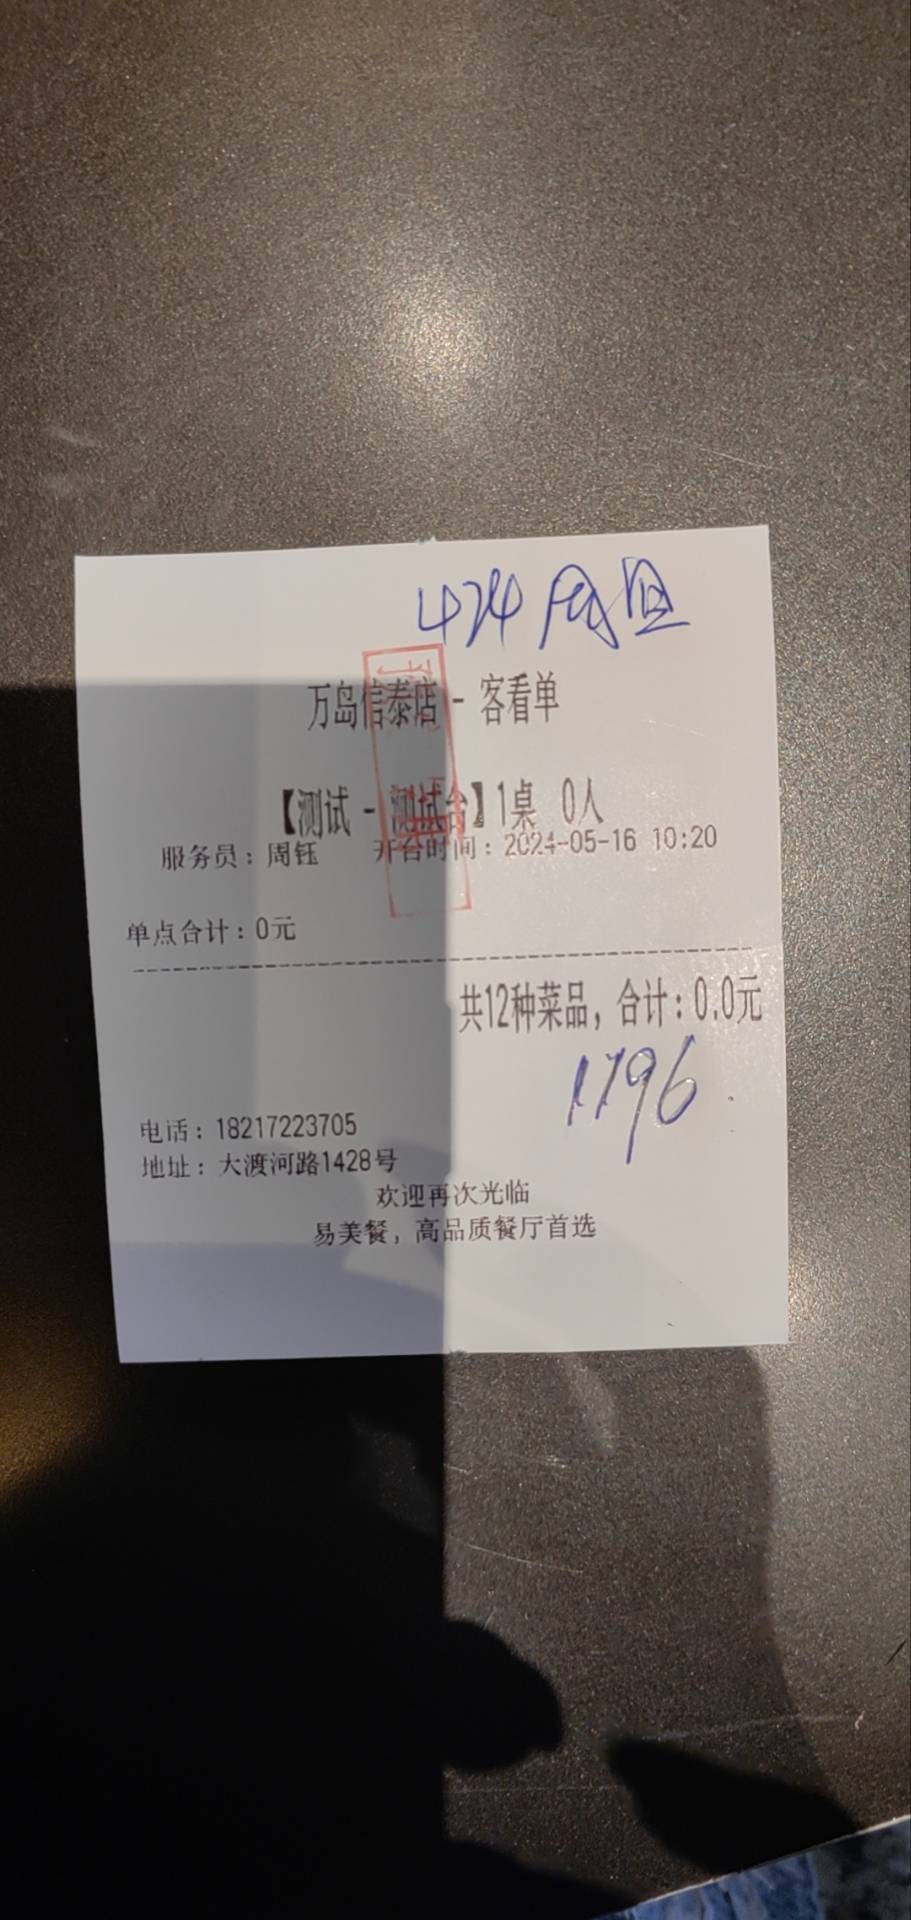 424 周姐
万岛信泰店 - 客看单
【测试 - 测试台】1桌 0人
服务员：周钰 开台时间：2024-05-16 10:20
单点合计：0元
共12种菜品，合计：0.0元
1796
电话：18217223705
地址：大渡河路1428号
欢迎再次光临
易美餐，高品质餐厅首选